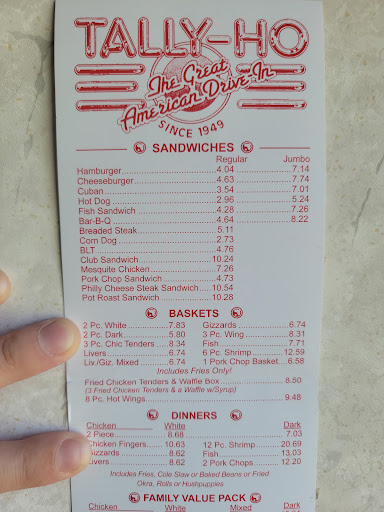 TALLY-HO
The Great
American Drive-In
SINCE 1949
SANDWICHES
Regular Jumbo
Hamburger 4.04 7.14
Cheeseburger 4.63 7.74
Cuban 3.54 7.01
Hot Dog 2.96 5.24
Fish Sandwich 4.28 7.26
Bar-B-Q 4.64 8.22
Breaded Steak 5.11
Corn Dog 2.73
BLT 4.76
Club Sandwich 10.24
Mesquite Chicken 7.26
Pork Chop Sandwich 4.73
Philly Cheese Steak Sandwich 10.54
Pot Roast Sandwich 10.28
BASKETS
2 Pc. White 7.83 Gizzards 6.74
2 Pc. Dark 5.80 3 Pc. Wing 8.31
3 Pc. Chic Tenders 8.34 Fish 7.71
Livers 6.74 6 Pc. Shrimp 12.59
Liv./Giz. Mixed 6.74 1 Pork Chop Basket 6.58
Includes Fries Only!
Fried Chicken Tenders & Waffle Box 8.50
(3 Fried Chicken Tenders & a Waffle w/Syrup)
8 Pc. Hot Wings 9.48
DINNERS
Chicken White Dark
2 Piece 8.68 7.03
Chicken Fingers 10.63 12 Pc. Shrimp 20.69
Gizzards 8.62 Fish 13.03
Livers 8.62 2 Pork Chops 12.20
Includes Fries, Cole Slaw or Baked Beans or Fried
Okra, Rolls or Hushpuppies
FAMILY VALUE PACK
Chicken White Dark